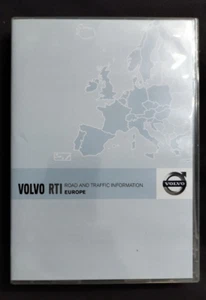 VOLVO RTI ROAD AND TRAFFIC INFORMATION
EUROPE
VOLVO